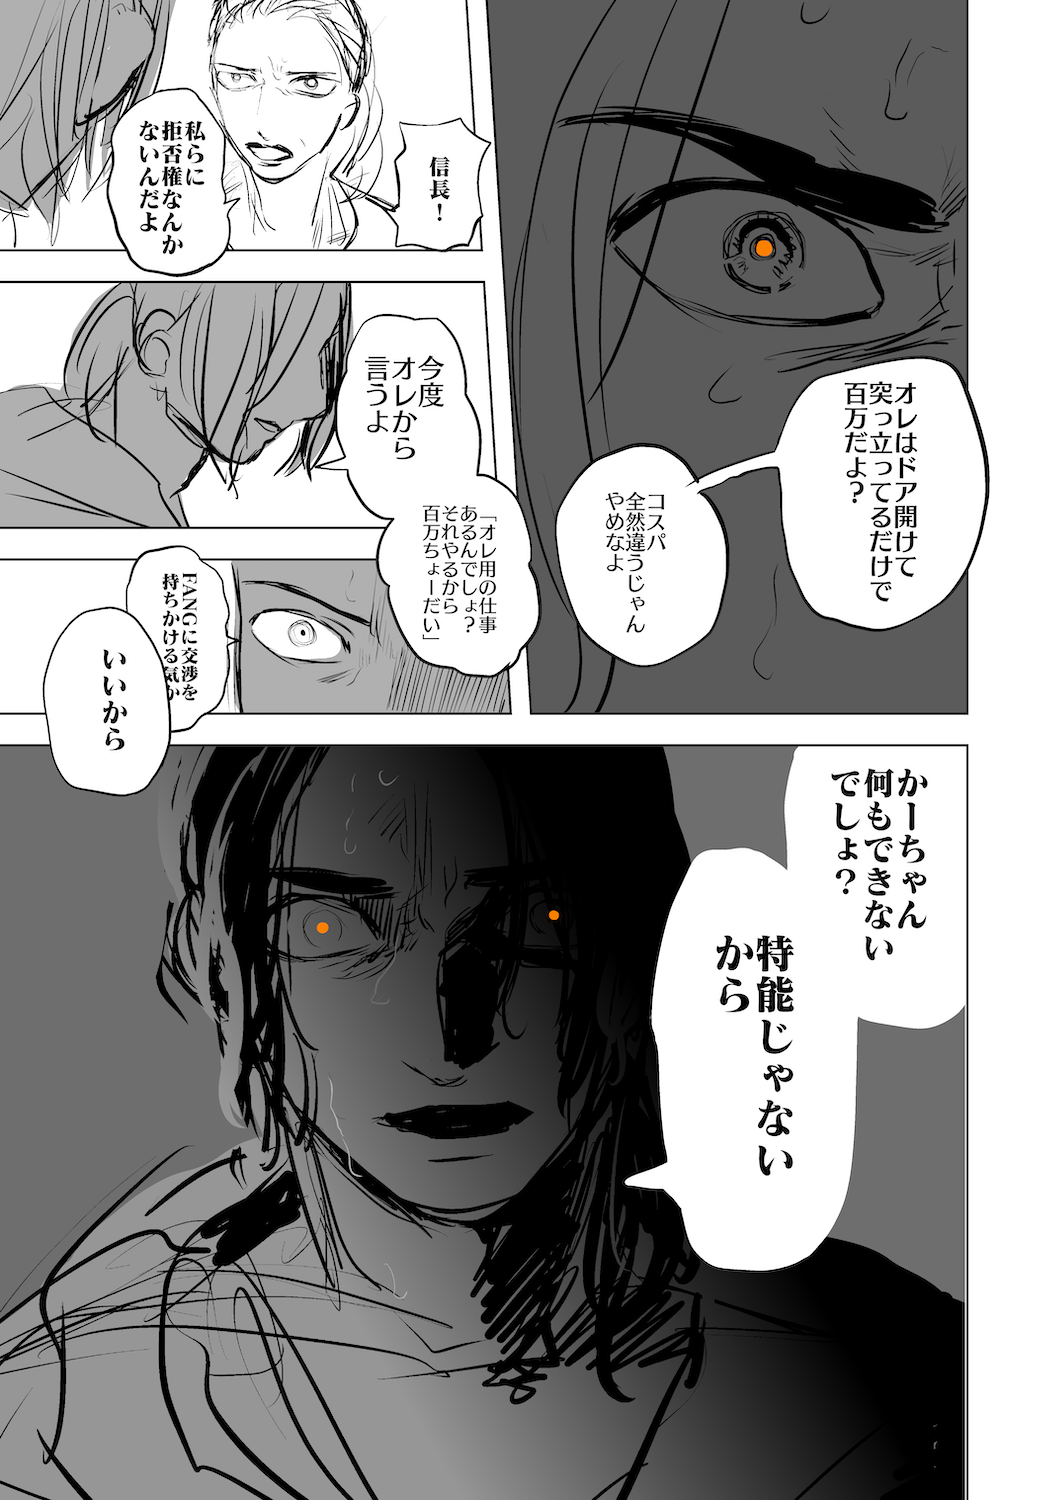 オレはドア開けて
突っ立ってるだけで
百万だよ？
コスパ
全然違うじゃん
やめなよ
信長！
私らに
拒否権なんか
ないんだよ
今度
オレから
言うよ
「オレ用の仕事
あるんでしょ？
それやるから
百万ちょーだい」
FANGに交渉を
持ちかける気か
いいから
かーちゃん
何もできない
でしょ？
特能じゃない
から